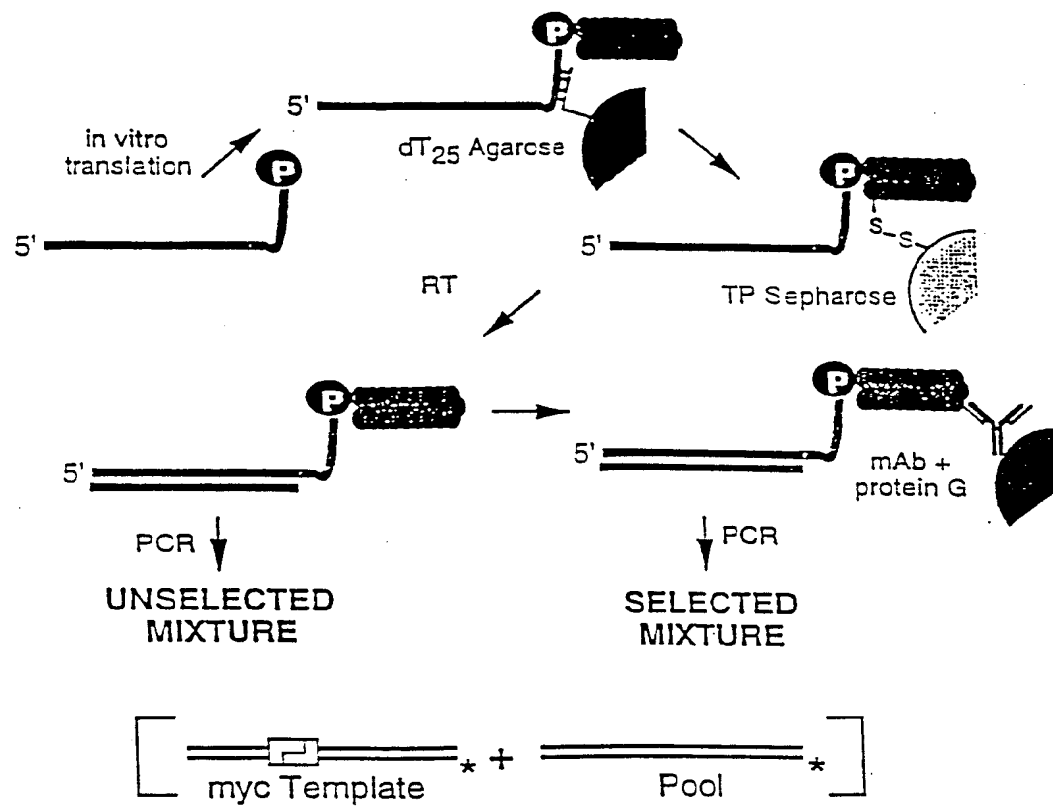 P
5'
in vitro
translation
dT25 Agarose
P
P
5'
5'
S-S
TP Sepharose
RT
P
P
5'
5'
mAb +
protein G
PCR
PCR
UNSELECTED
MIXTURE
SELECTED
MIXTURE
* + *
myc Template
Pool